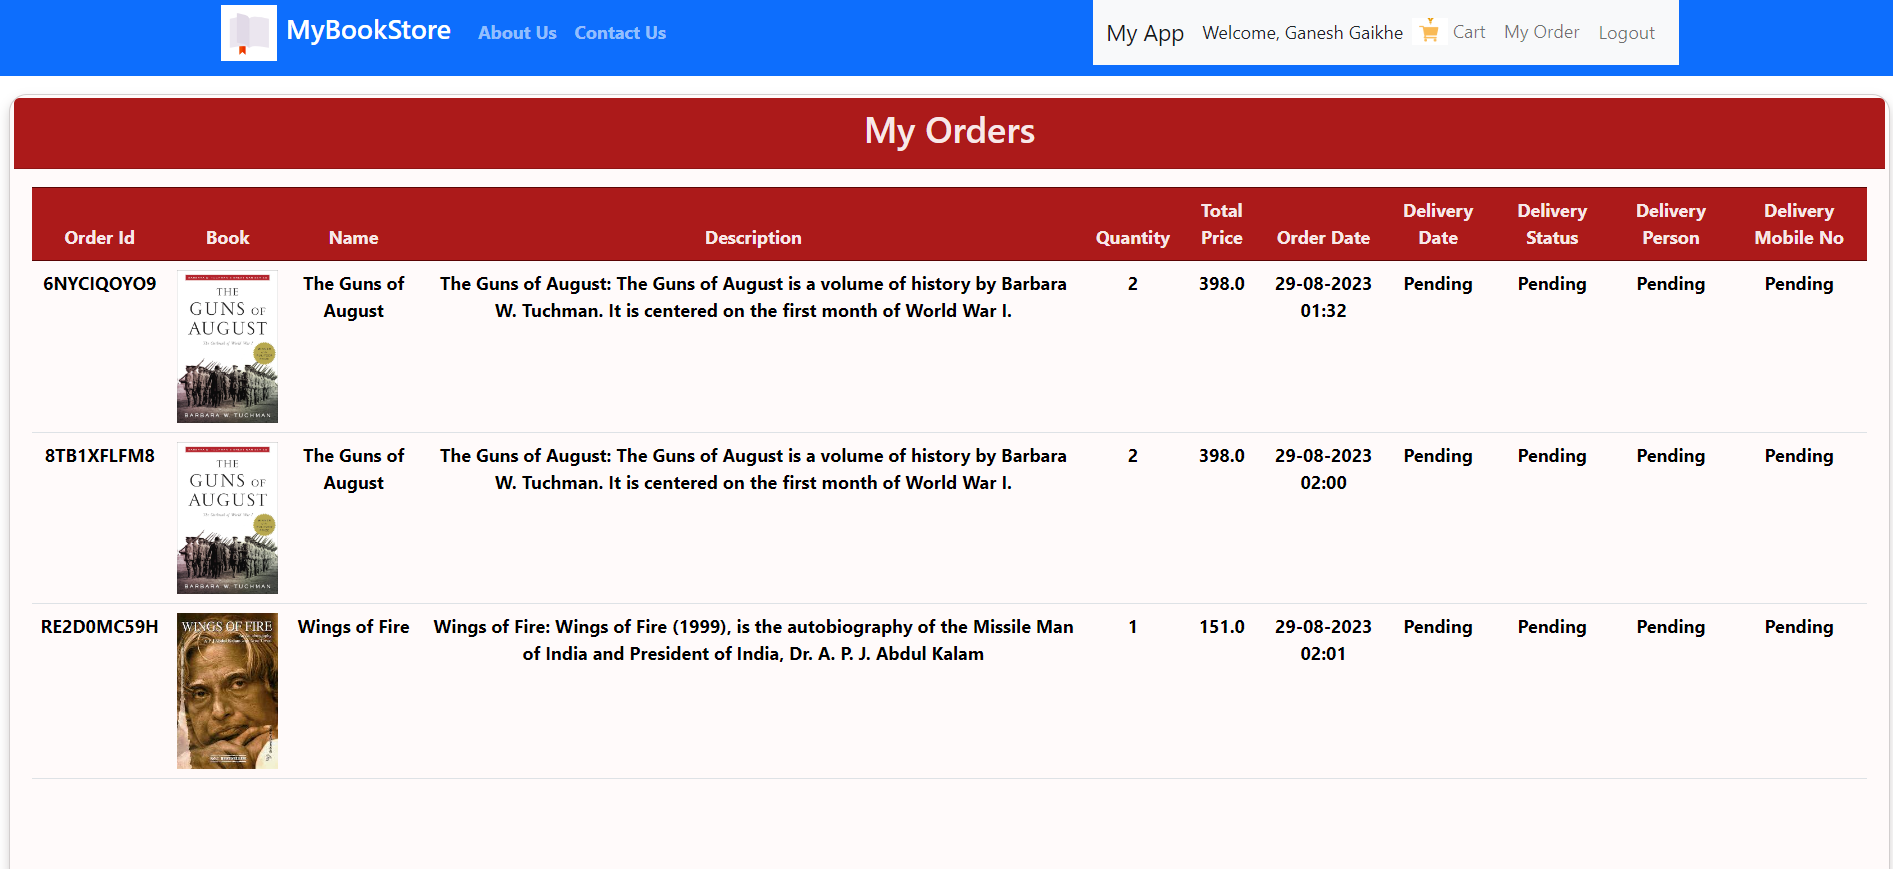 MyBookStore About Us Contact Us My App Welcome, Ganesh Gaikhe Cart My Order Logout
My Orders
Order Id Book Name Description Quantity Total Price Order Date Delivery Date Delivery Status Delivery Person Delivery Mobile No
6NYCIQOYO9
THE
GUNS OF
AUGUST
BARBARA W. TUCHMAN
The Guns of
August
The Guns of August: The Guns of August is a volume of history by Barbara
W. Tuchman. It is centered on the first month of World War I.
2
398.0
29-08-2023
01:32
Pending Pending Pending Pending
8TB1XFLFM8
THE
GUNS OF
AUGUST
BARBARA W. TUCHMAN
The Guns of
August
The Guns of August: The Guns of August is a volume of history by Barbara
W. Tuchman. It is centered on the first month of World War I.
2
398.0
29-08-2023
02:00
Pending Pending Pending Pending
RE2D0MC59H
WINGS OF FIRE
Wings of Fire
Wings of Fire: Wings of Fire (1999), is the autobiography of the Missile Man
of India and President of India, Dr. A. P. J. Abdul Kalam
1
151.0
29-08-2023
02:01
Pending Pending Pending Pending